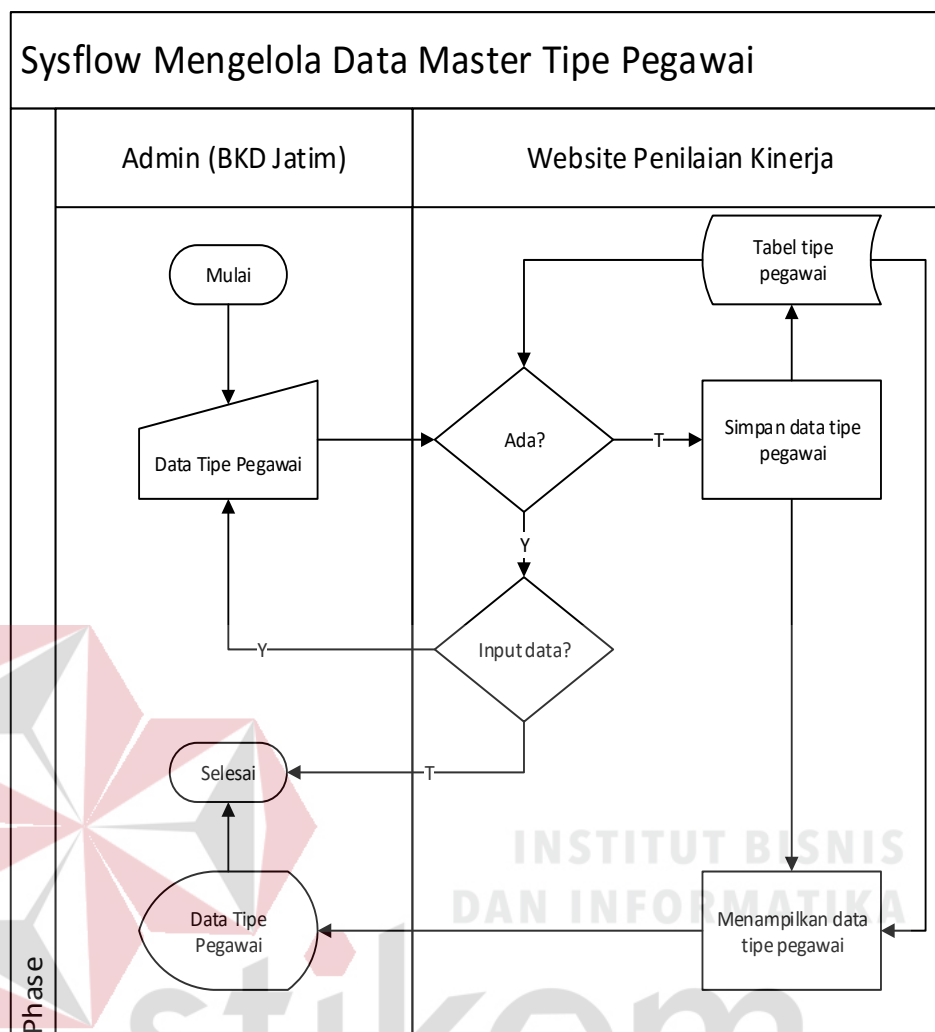 Sysflow Mengelola Data Master Tipe Pegawai
Admin (BKD Jatim)
Website Penilaian Kinerja
Mulai
Tabel tipe
pegawai
Data Tipe Pegawai
Ada?
T
Simpan data tipe
pegawai
Y
Input data?
Y
Selesai
T
INSTITUT BISNIS
DAN INFORMATIKA
Data Tipe
Pegawai
Menampilkan data
tipe pegawai
Phase
stikom